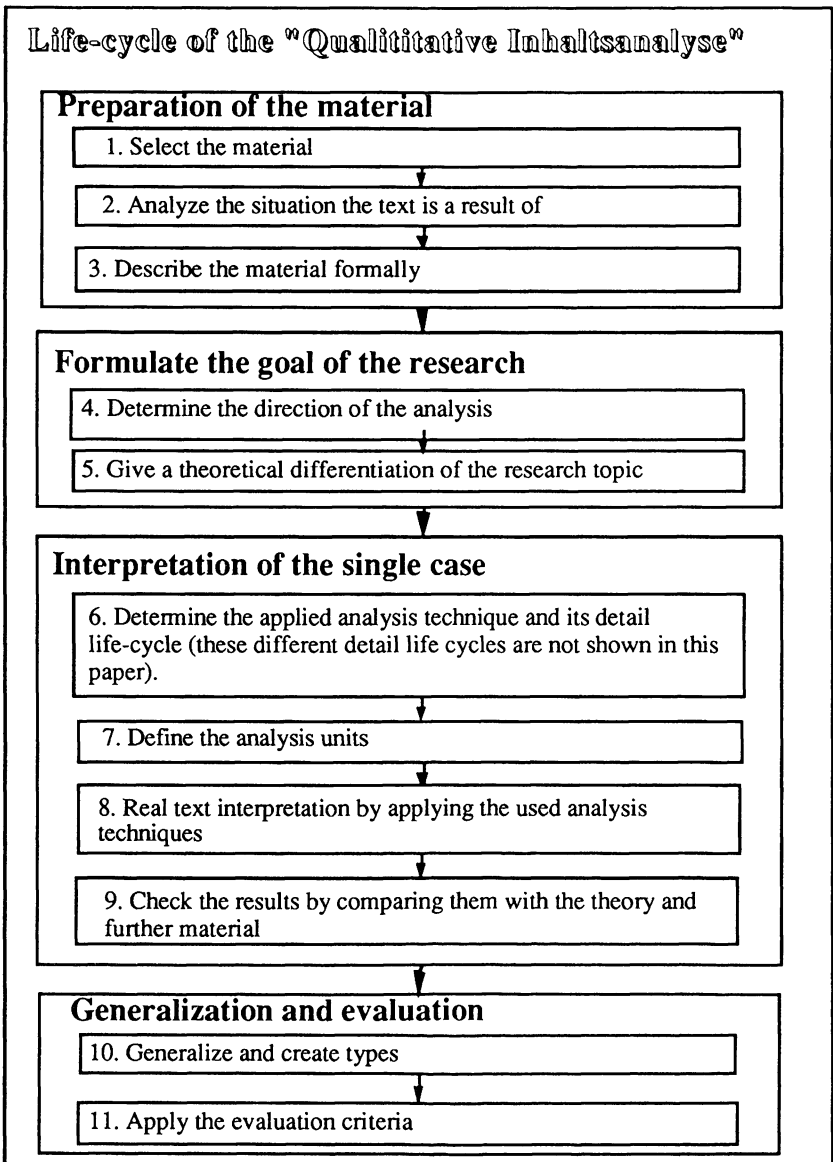 Life-cycle of the "Qualititative Inhaltsanalyse"
Preparation of the material
1. Select the material
2. Analyze the situation the text is a result of
3. Describe the material formally
Formulate the goal of the research
4. Determine the direction of the analysis
5. Give a theoretical differentiation of the research topic
Interpretation of the single case
6. Determine the applied analysis technique and its detail
life-cycle (these different detail life cycles are not shown in this
paper).
7. Define the analysis units
8. Real text interpretation by applying the used analysis
techniques
9. Check the results by comparing them with the theory and
further material
Generalization and evaluation
10. Generalize and create types
11. Apply the evaluation criteria